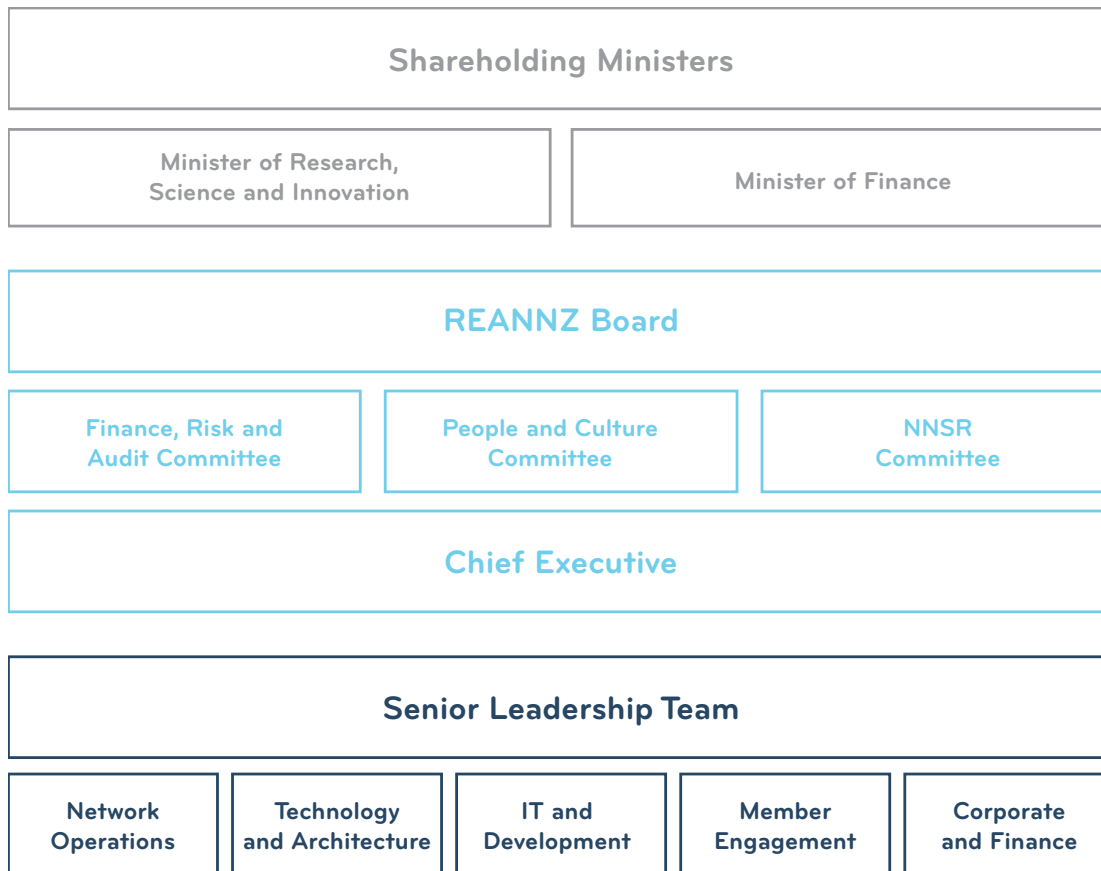 Shareholding Ministers
Minister of Research,
Science and Innovation
Minister of Finance
REANNZ Board
Finance, Risk and
Audit Committee
People and Culture
Committee
NNSR
Committee
Chief Executive
Senior Leadership Team
Network
Operations
Technology
and Architecture
IT and
Development
Member
Engagement
Corporate
and Finance